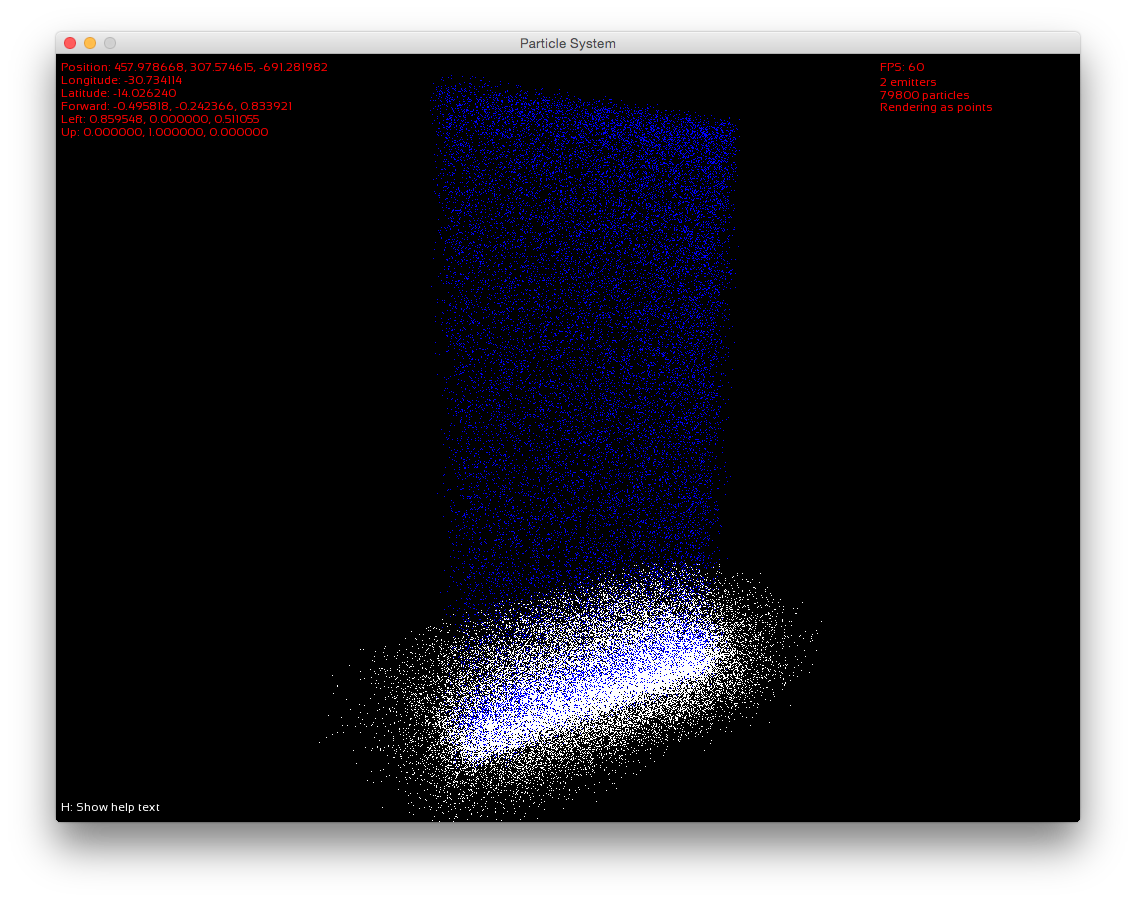 Particle System
Position: 457.978668, 307.574615, -691.281982
Longitude: -30.734114
Latitude: -14.026240
Forward: -0.495818, -0.242366, 0.833921
Left: 0.859548, 0.000000, 0.511055
Up: 0.000000, 1.000000, 0.000000
FPS: 60
2 emitters
79800 particles
Rendering as points
H: Show help text